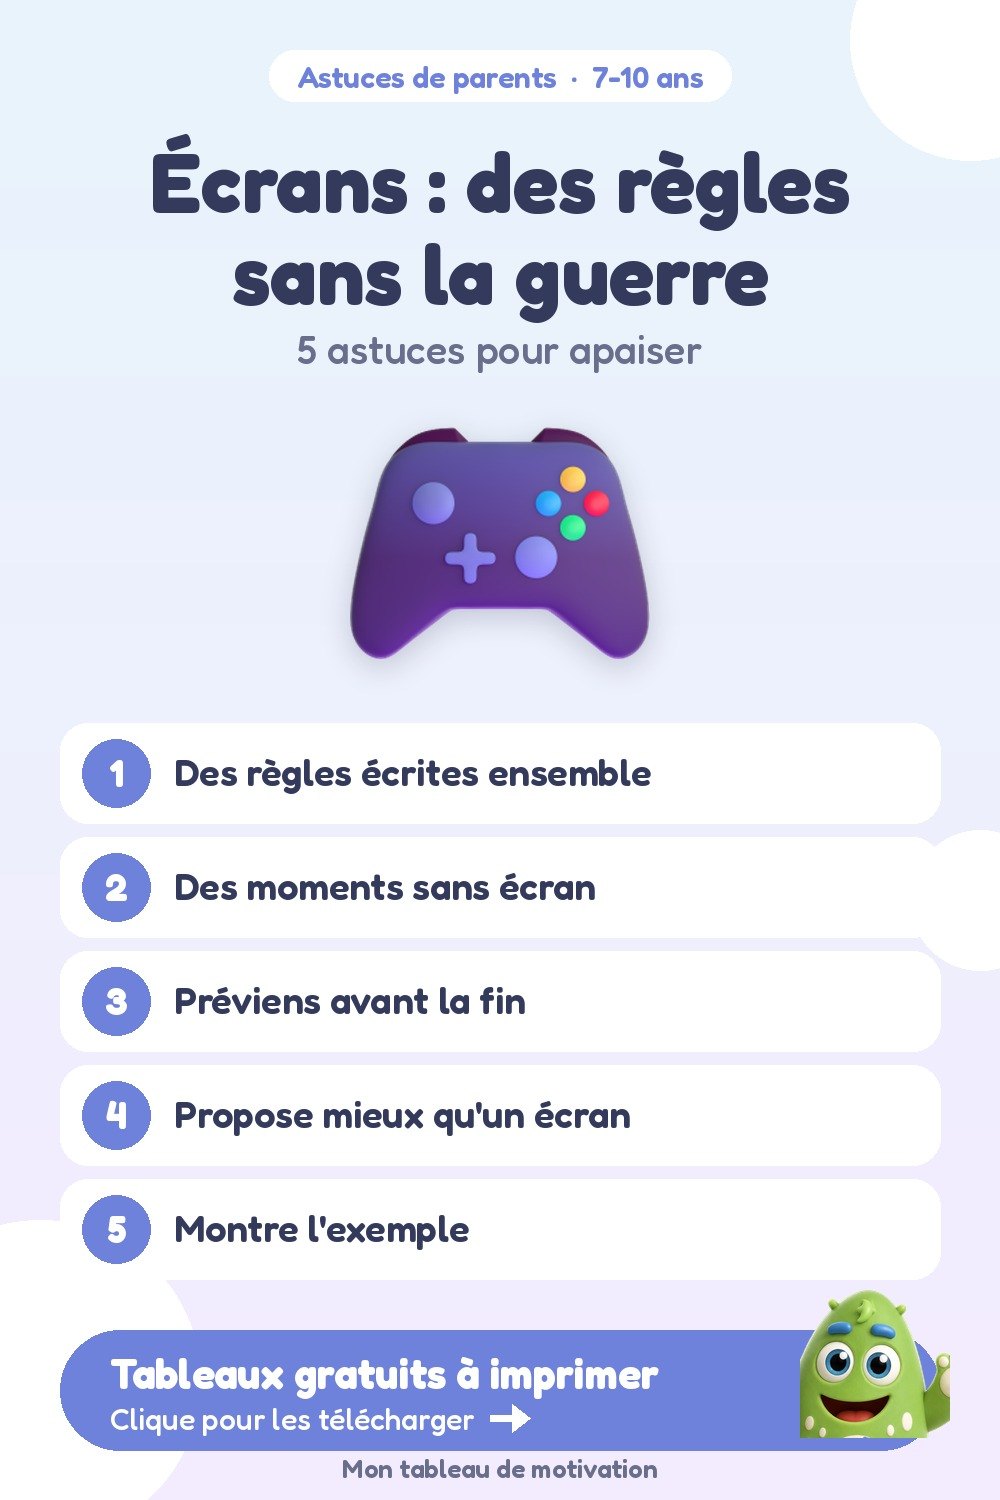 Astuces de parents · 7-10 ans
Écrans : des règles
sans la guerre
5 astuces pour apaiser
1 Des règles écrites ensemble
2 Des moments sans écran
3 Préviens avant la fin
4 Propose mieux qu'un écran
5 Montre l'exemple
Tableaux gratuits à imprimer
Clique pour les télécharger →
Mon tableau de motivation